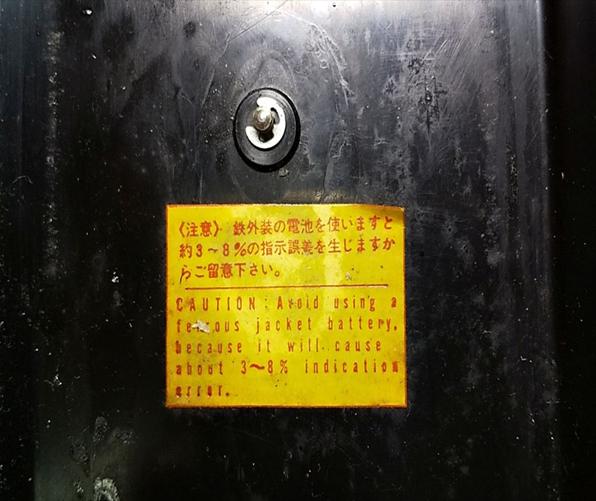 《注意》 鉄外装の電池を使いますと
約3～8%の指示誤差を生じますか
らご留意下さい。
CAUTION: Avoid using a
ferrous jacket battery,
because it will cause
about 3～8% indication
error.